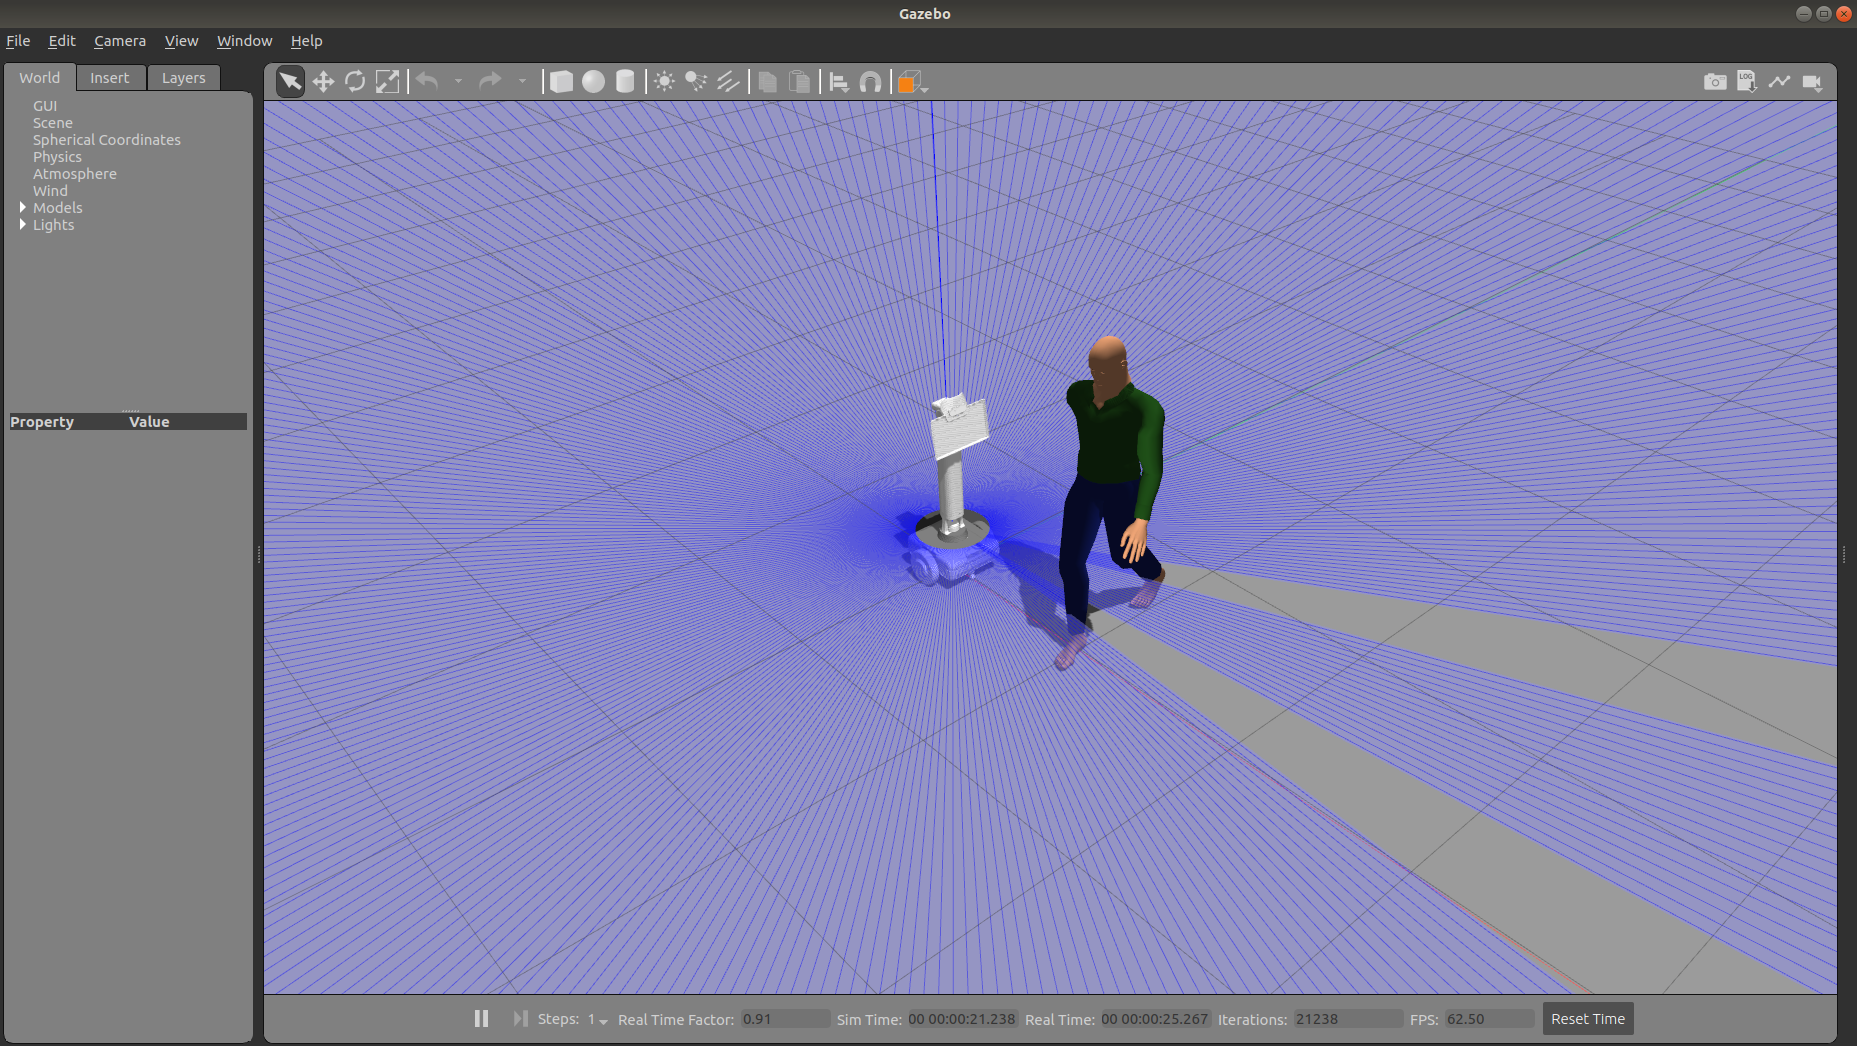 Gazebo
File Edit Camera View Window Help
World Insert Layers
LOG
GUI
Scene
Spherical Coordinates
Physics
Atmosphere
Wind
Models
Lights
Property Value
Steps: 1 Real Time Factor: 0.91 Sim Time: 00 00:00:21.238 Real Time: 00 00:00:25.267 Iterations: 21238 FPS: 62.50 Reset Time